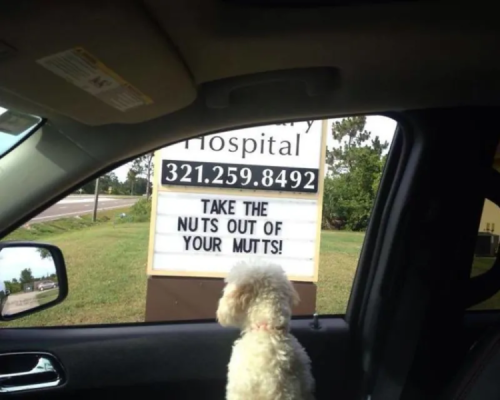 Hospital
321.259.8492
TAKE THE
NUTS OUT OF
YOUR MUTTS!